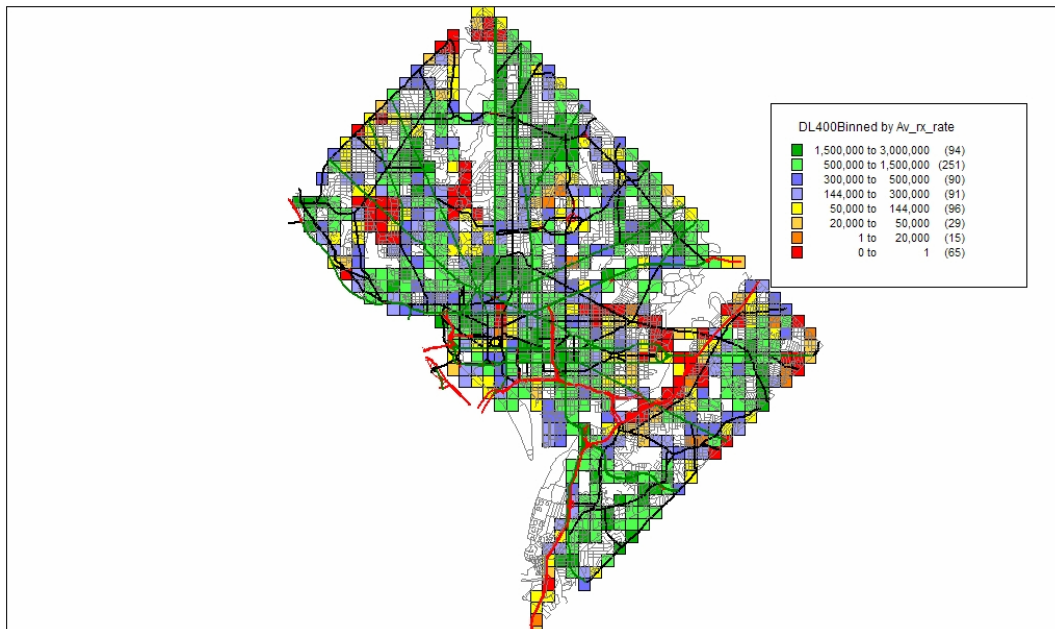 DL400Binned by Av_rx_rate
1,500,000 to 3,000,000 (94)
500,000 to 1,500,000 (251)
300,000 to 500,000 (90)
144,000 to 300,000 (91)
50,000 to 144,000 (96)
20,000 to 50,000 (29)
1 to 20,000 (15)
0 to 1 (65)